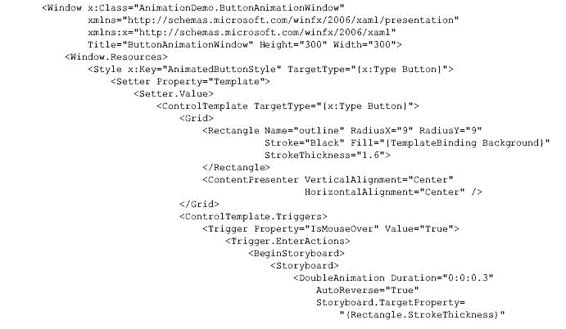 <Window x:Class="AnimationDemo.ButtonAnimationWindow"
xmlns="http://schemas.microsoft.com/winfx/2006/xaml/presentation"
xmlns:x="http://schemas.microsoft.com/winfx/2006/xaml"
Title="ButtonAnimationWindow" Height="300" Width="300">
<Window.Resources>
<Style x:Key="AnimatedButtonStyle" TargetType="{x:Type Button}">
<Setter Property="Template">
<Setter.Value>
<ControlTemplate TargetType="{x:Type Button}">
<Grid>
<Rectangle Name="outline" RadiusX="9" RadiusY="9"
Stroke="Black" Fill="{TemplateBinding Background}"
StrokeThickness="1.6">
</Rectangle>
<ContentPresenter VerticalAlignment="Center"
HorizontalAlignment="Center" />
</Grid>
<ControlTemplate.Triggers>
<Trigger Property="IsMouseOver" Value="True">
<Trigger.EnterActions>
<BeginStoryboard>
<Storyboard>
<DoubleAnimation Duration="0:0:0.3"
AutoReverse="True"
Storyboard.TargetProperty=
"(Rectangle.StrokeThickness)"